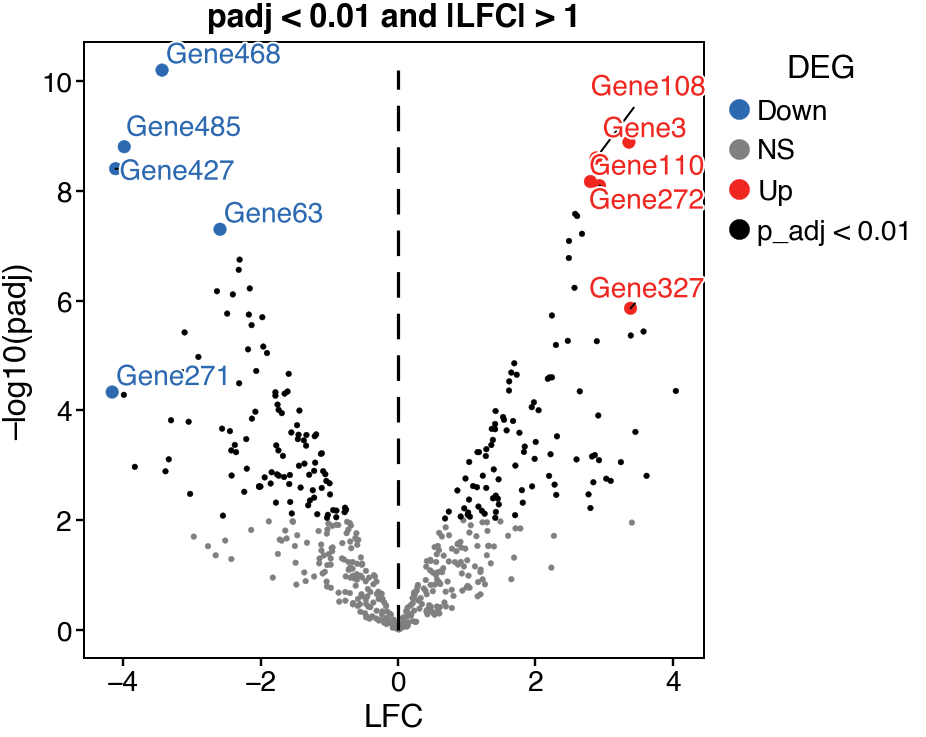 padj < 0.01 and |LFC| > 1
Gene468
Gene108
Gene485
Gene3
Gene427
Gene110
Gene272
Gene63
Gene327
Gene271
10
8
6
4
2
0
−4
−2
0
2
4
−log10(padj)
LFC
DEG
Down
NS
Up
p_adj < 0.01